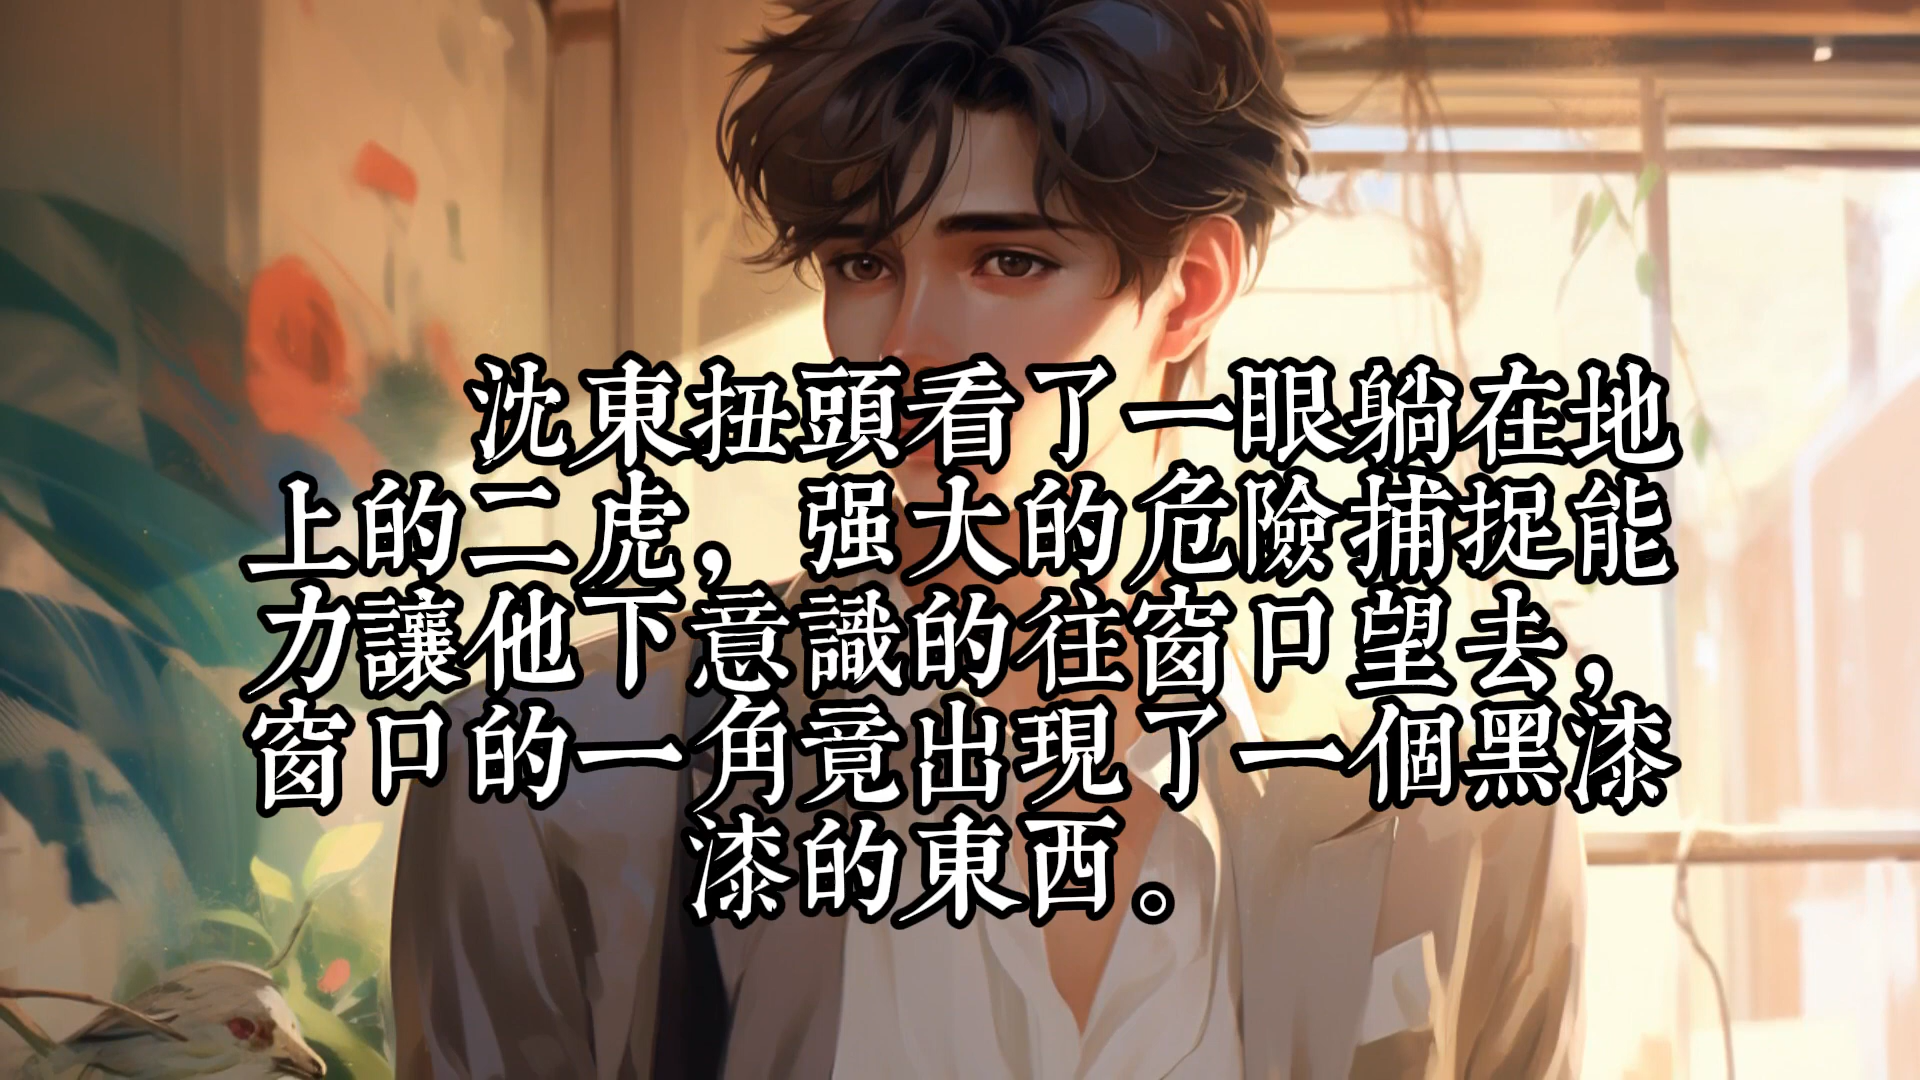 沈東扭頭看了一眼躺在地
上的二虎，强大的危險捕捉能
力讓他下意識的往窗口望去，
窗口的一角竟出現了一個黑漆
漆的東西。